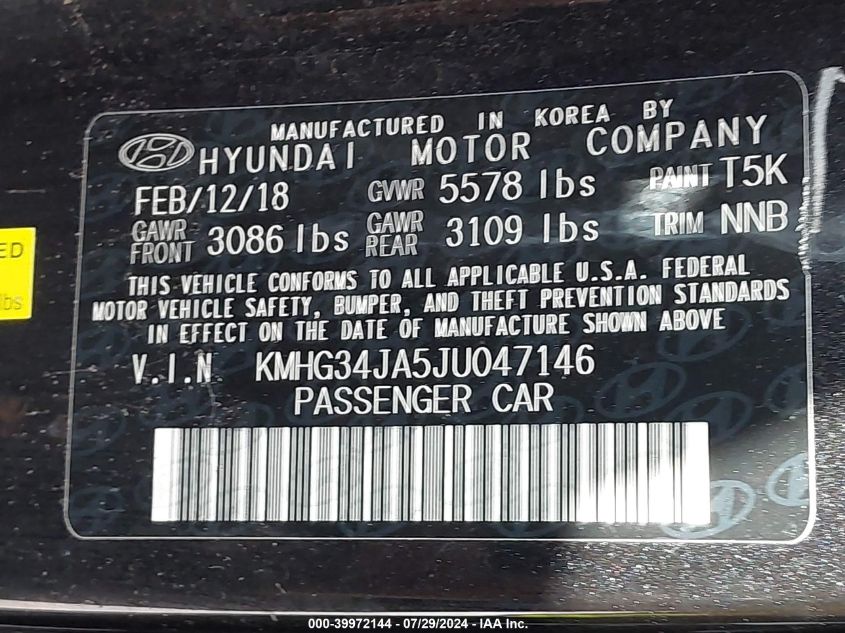 MANUFACTURED IN KOREA BY
HYUNDAI MOTOR COMPANY
FEB/12/18 GVWR 5578 lbs PAINT T5K
GAWR FRONT 3086 lbs GAWR REAR 3109 lbs TRIM NNB
THIS VEHICLE CONFORMS TO ALL APPLICABLE U.S.A. FEDERAL
MOTOR VEHICLE SAFETY, BUMPER, AND THEFT PREVENTION STANDARDS
IN EFFECT ON THE DATE OF MANUFACTURE SHOWN ABOVE
V.I.N KMHG34JA5JU047146
PASSENGER CAR
ED
lbs
000-39972144 - 07/29/2024 - IAA Inc.